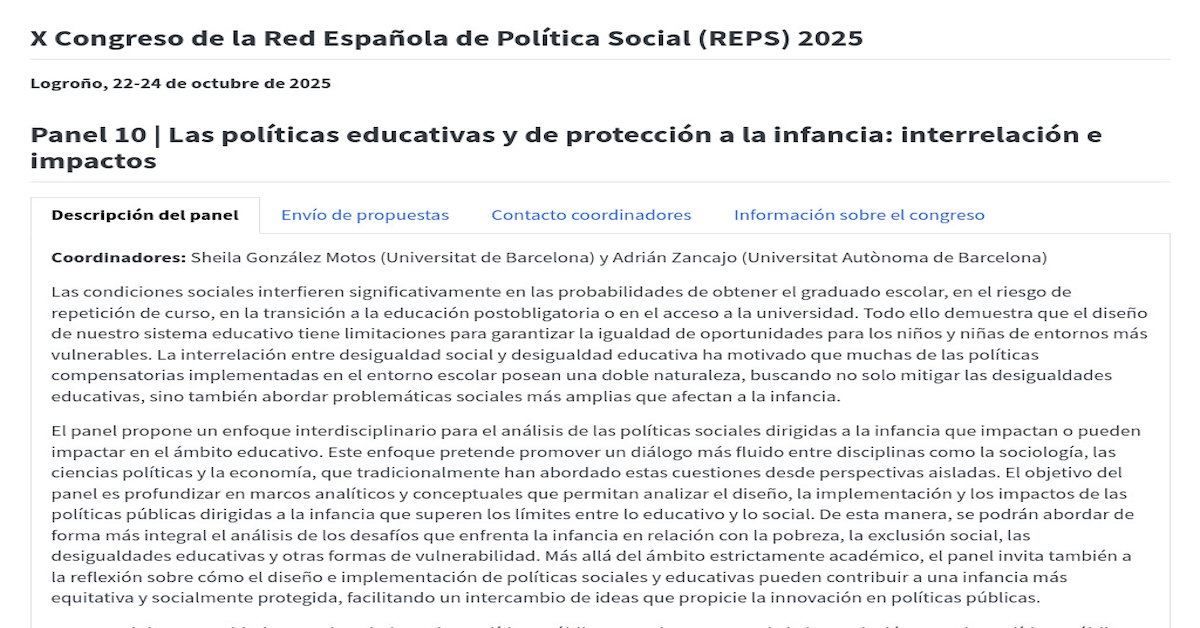 X Congreso de la Red Española de Política Social (REPS) 2025
Logroño, 22-24 de octubre de 2025
Panel 10 | Las políticas educativas y de protección a la infancia: interrelación e
impactos
Descripción del panel Envío de propuestas Contacto coordinadores Información sobre el congreso
Coordinadores: Sheila González Motos (Universitat de Barcelona) y Adrián Zancajo (Universitat Autònoma de Barcelona)
Las condiciones sociales interfieren significativamente en las probabilidades de obtener el graduado escolar, en el riesgo de
repetición de curso, en la transición a la educación postobligatoria o en el acceso a la universidad. Todo ello demuestra que el diseño
de nuestro sistema educativo tiene limitaciones para garantizar la igualdad de oportunidades para los niños y niñas de entornos más
vulnerables. La interrelación entre desigualdad social y desigualdad educativa ha motivado que muchas de las políticas
compensatorias implementadas en el entorno escolar posean una doble naturaleza, buscando no solo mitigar las desigualdades
educativas, sino también abordar problemáticas sociales más amplias que afectan a la infancia.
El panel propone un enfoque interdisciplinario para el análisis de las políticas sociales dirigidas a la infancia que impactan o pueden
impactar en el ámbito educativo. Este enfoque pretende promover un diálogo más fluido entre disciplinas como la sociología, las
ciencias políticas y la economía, que tradicionalmente han abordado estas cuestiones desde perspectivas aisladas. El objetivo del
panel es profundizar en marcos analíticos y conceptuales que permitan analizar el diseño, la implementación y los impactos de las
políticas públicas dirigidas a la infancia que superen los límites entre lo educativo y lo social. De esta manera, se podrán abordar de
forma más integral el análisis de los desafíos que enfrenta la infancia en relación con la pobreza, la exclusión social, las
desigualdades educativas y otras formas de vulnerabilidad. Más allá del ámbito estrictamente académico, el panel invita también a
la reflexión sobre cómo el diseño e implementación de políticas sociales y educativas pueden contribuir a una infancia más
equitativa y socialmente protegida, facilitando un intercambio de ideas que propicie la innovación en políticas públicas.